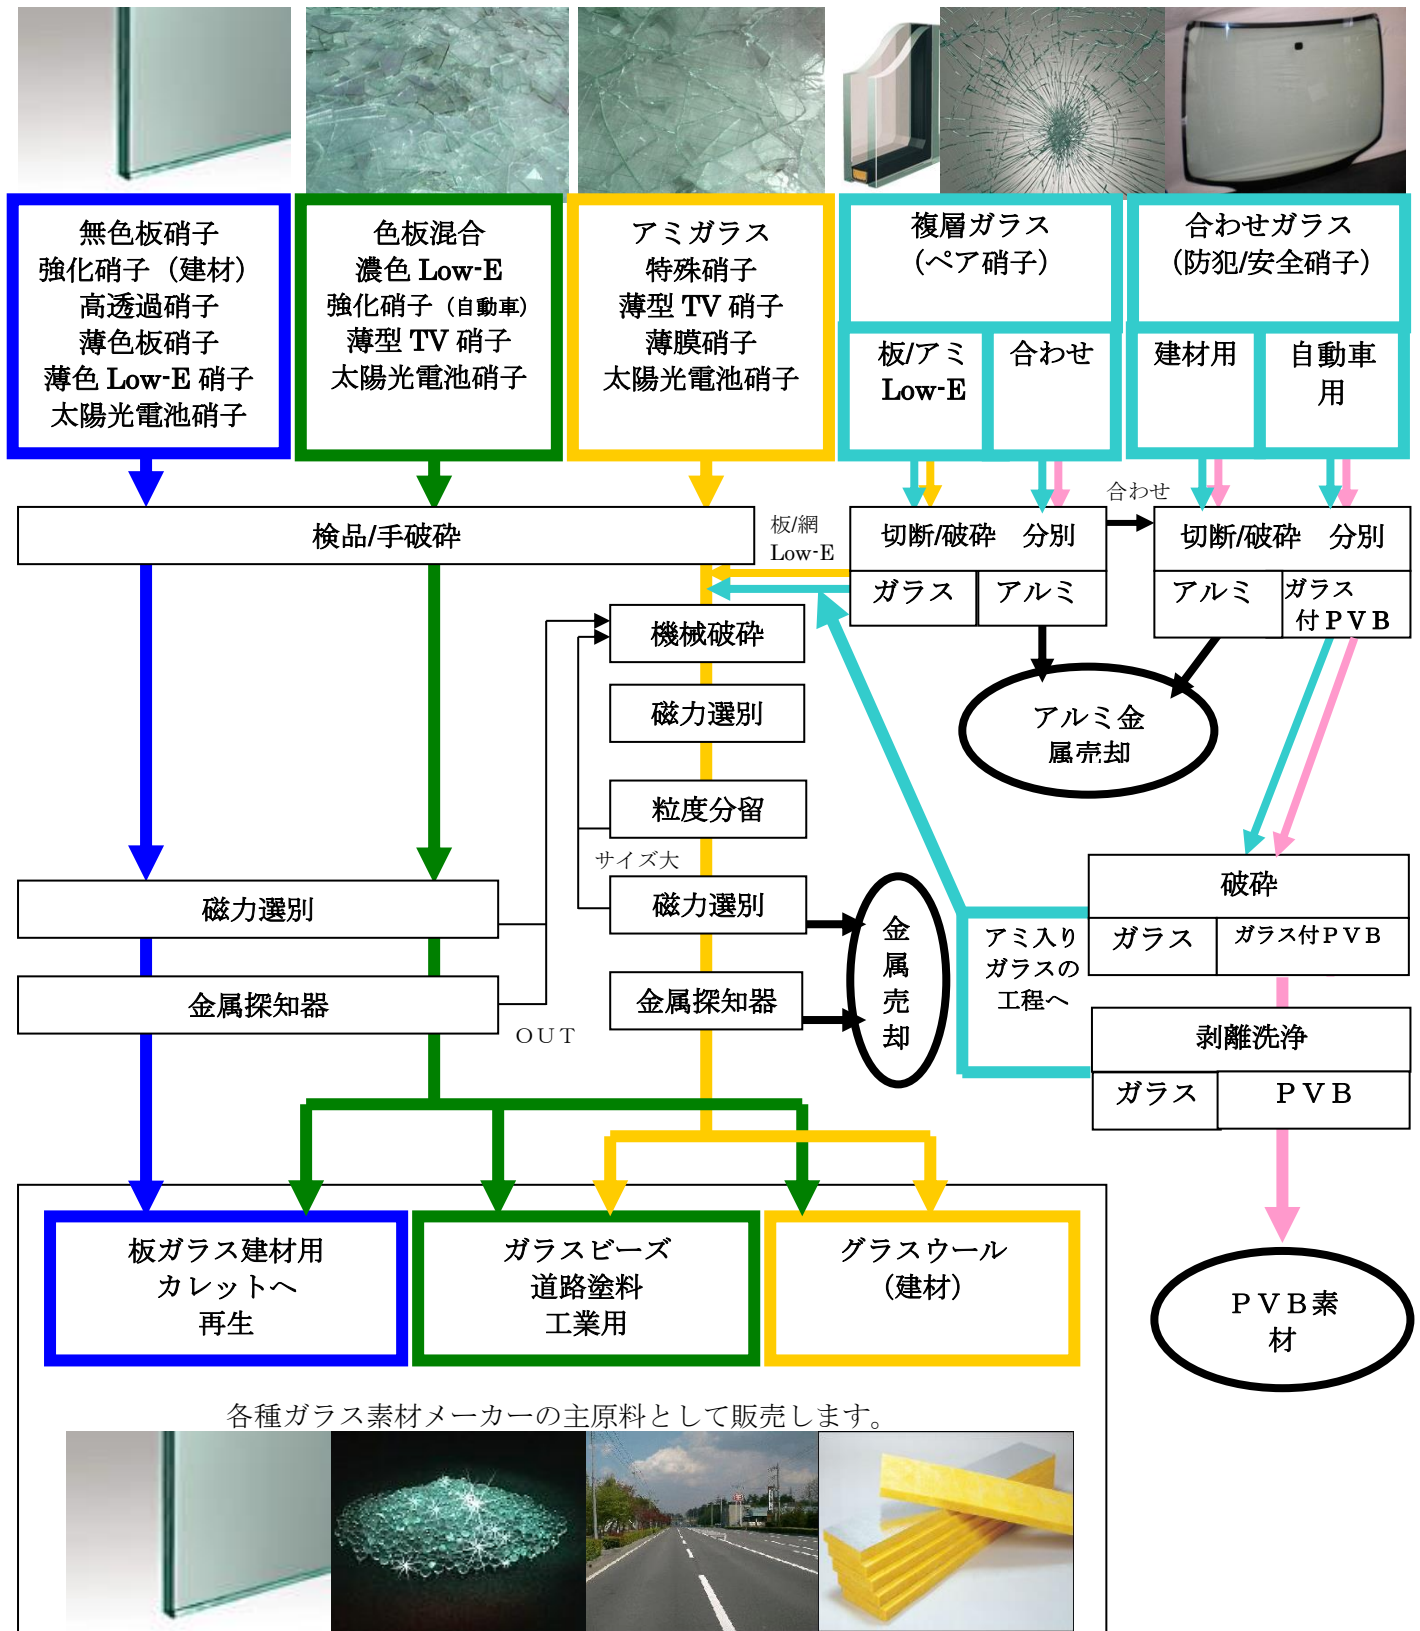 無色板硝子
強化硝子（建材）
高透過硝子
薄色板硝子
薄色 Low-E 硝子
太陽光電池硝子
色板混合
濃色 Low-E
強化硝子（自動車）
薄型 TV 硝子
太陽光電池硝子
アミガラス
特殊硝子
薄型 TV 硝子
薄膜硝子
太陽光電池硝子
複層ガラス
（ペア硝子）
板/アミ
Low-E
合わせ
合わせガラス
（防犯/安全硝子）
建材用
自動車
用
検品/手破砕
板/網
Low-E
切断/破砕　分別
ガラス
アルミ
合わせ
切断/破砕　分別
アルミ
ガラス
付ＰＶＢ
機械破砕
磁力選別
粒度分留
サイズ大
磁力選別
金属探知器
アルミ金
属売却
金
属
売
却
磁力選別
金属探知器
ＯＵＴ
破砕
ガラス
ガラス付ＰＶＢ
アミ入り
ガラスの
工程へ
剥離洗浄
ガラス
ＰＶＢ
板ガラス建材用
カレットへ
再生
ガラスビーズ
道路塗料
工業用
グラスウール
（建材）
ＰＶＢ素
材
各種ガラス素材メーカーの主原料として販売します。